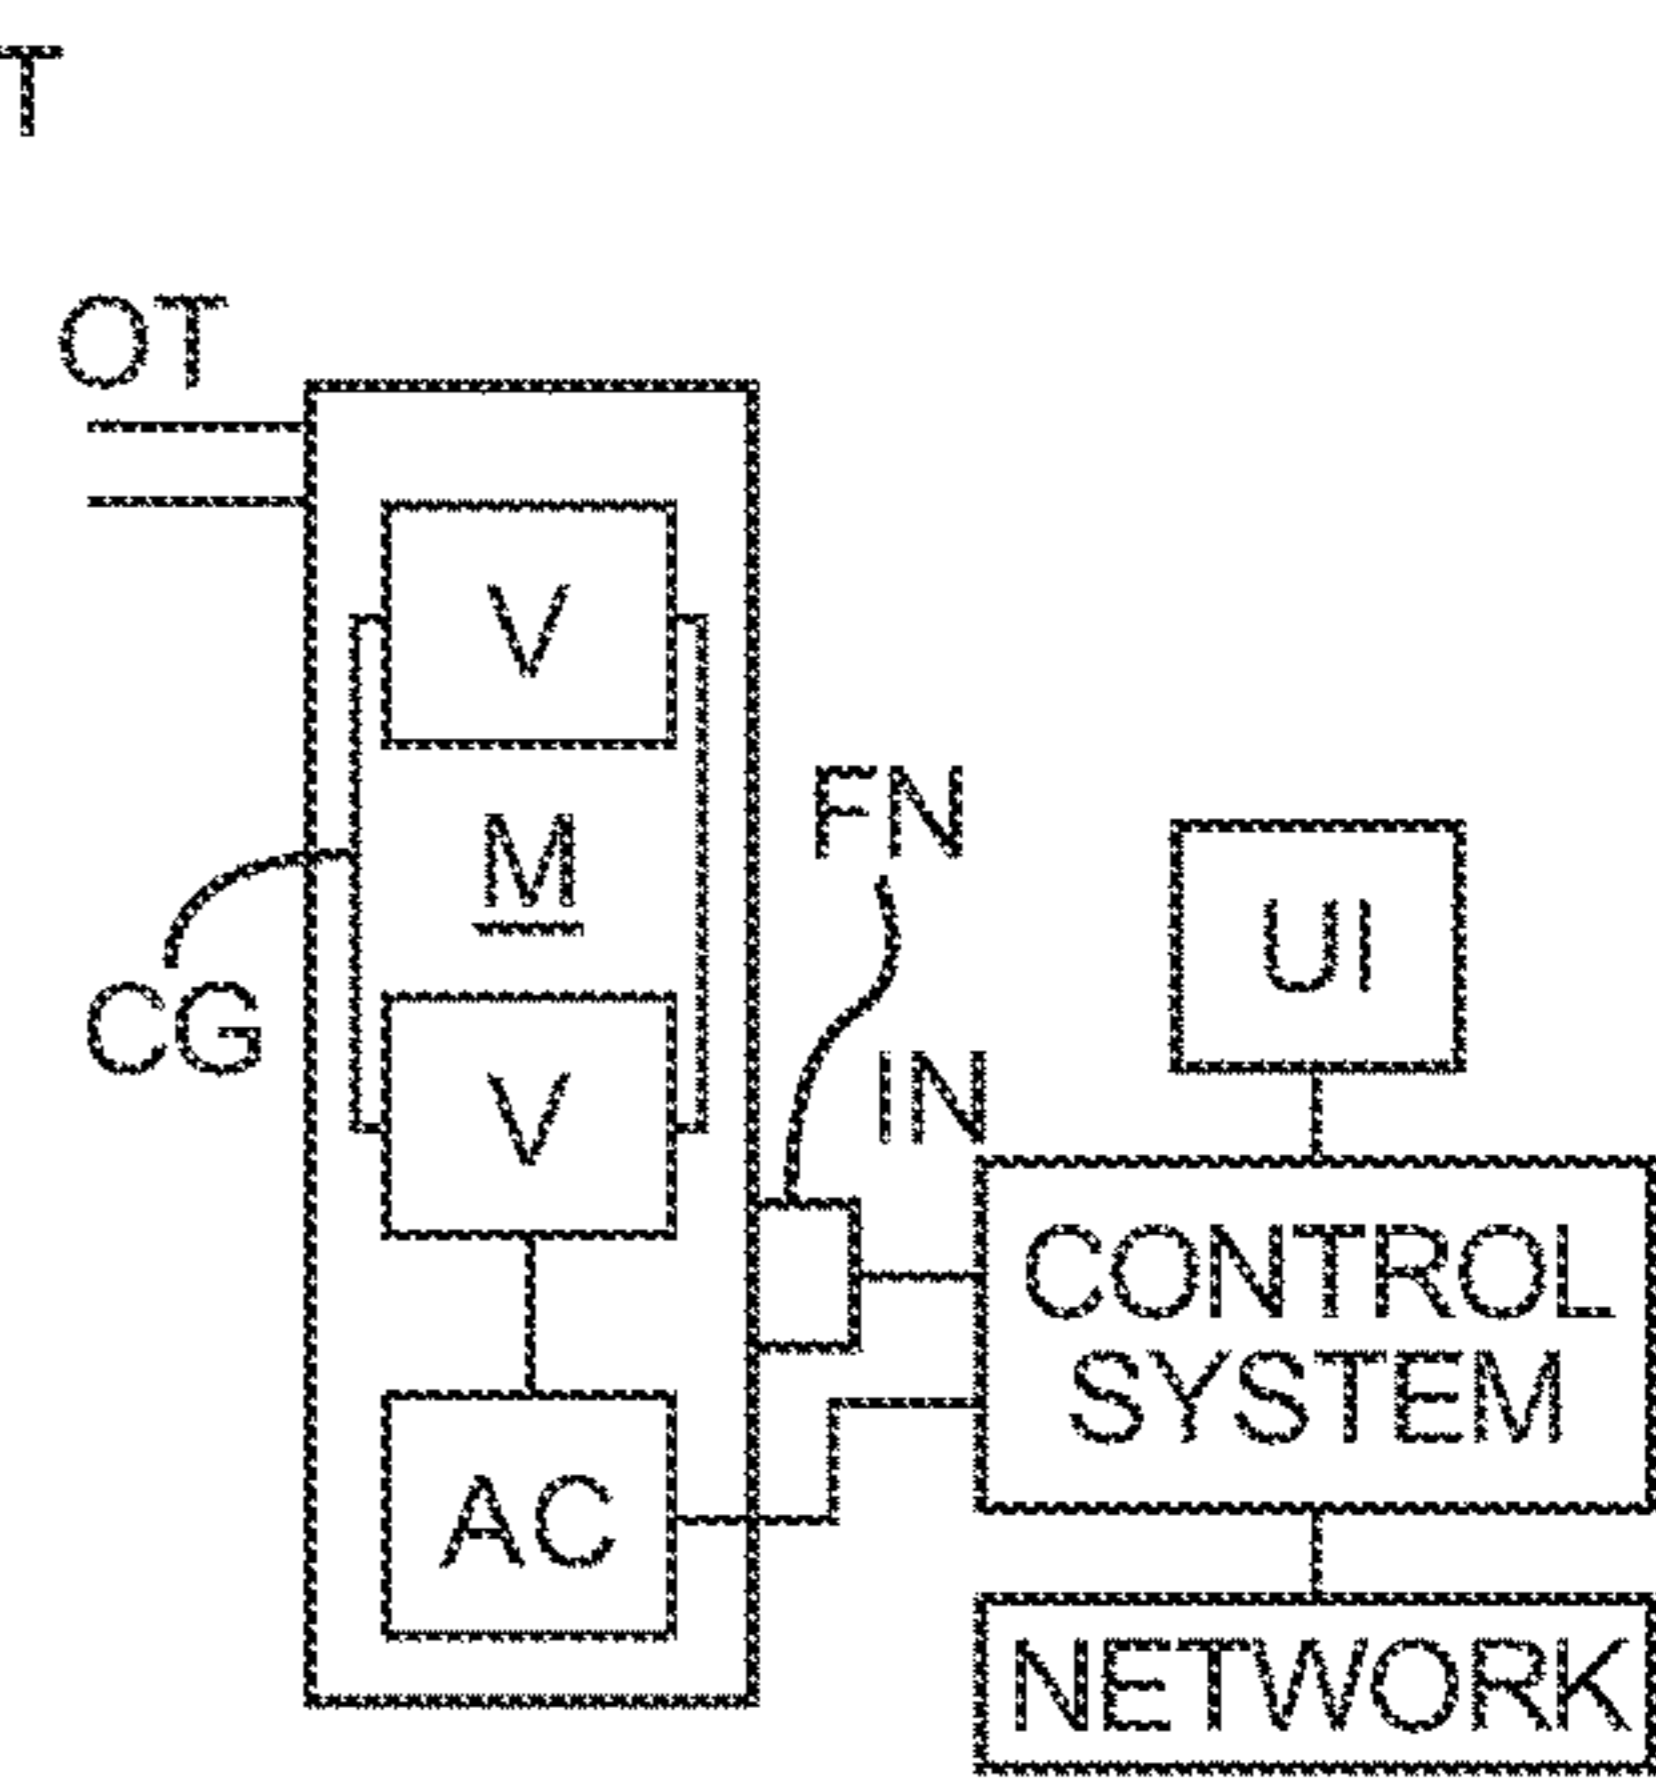 T
OT
V
M
FN
UI
CG
V
IN
CONTROL
SYSTEM
AC
NETWORK